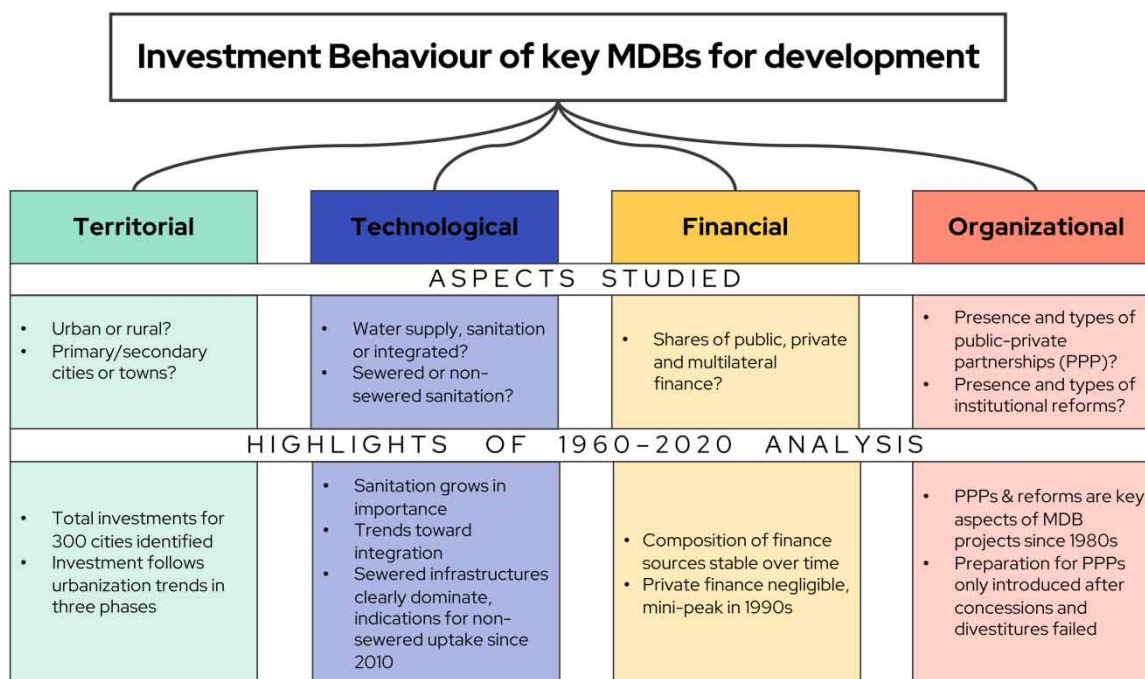 Investment Behaviour of key MDBs for development
Territorial
Technological
Financial
Organizational
ASPECTS STUDIED
• Urban or rural?
• Primary/secondary
cities or towns?
• Water supply, sanitation
or integrated?
• Sewered or non-
sewered sanitation?
• Shares of public, private
and multilateral
finance?
• Presence and types of
public-private
partnerships (PPP)?
• Presence and types of
institutional reforms?
HIGHLIGHTS OF 1960–2020 ANALYSIS
• Total investments for
300 cities identified
• Investment follows
urbanization trends in
three phases
• Sanitation grows in
importance
• Trends toward
integration
• Sewered infrastructures
clearly dominate,
indications for non-
sewered uptake since
2010
• Composition of finance
sources stable over time
• Private finance negligible,
mini-peak in 1990s
• PPPs & reforms are key
aspects of MDB
projects since 1980s
• Preparation for PPPs
only introduced after
concessions and
divestitures failed